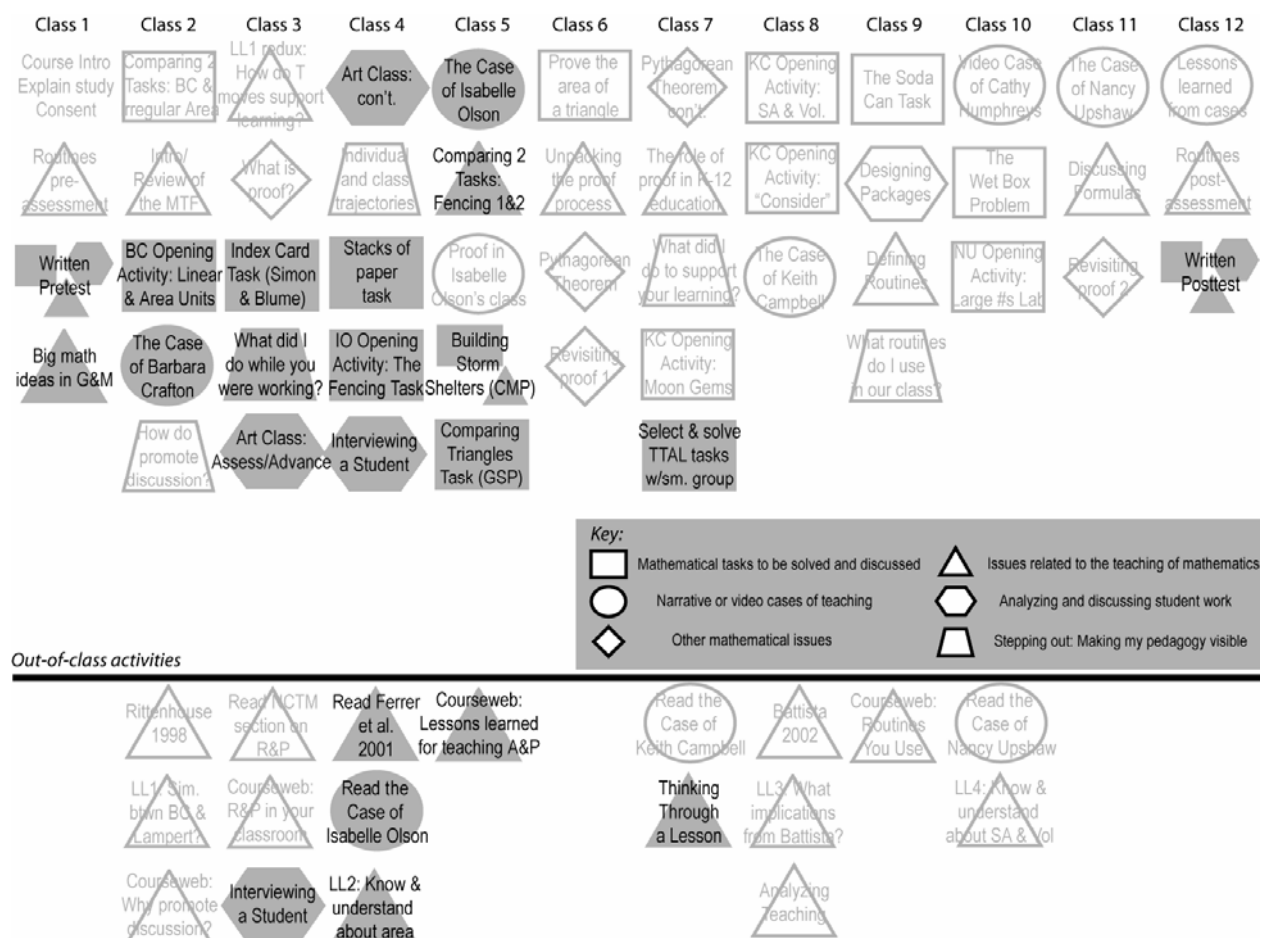 Class 1
Class 2
Class 3
Class 4
Class 5
Class 6
Class 7
Class 8
Class 9
Class 10
Class 11
Class 12
Course Intro
Explain study
Consent
Comparing 2
Tasks: BC &
Irregular Area
LL1 redux:
How do T
moves support
learning?
Art Class:
con't.
The Case
of Isabelle
Olson
Prove the
area of
a triangle
Pythagorean
Theorem
con't.
KC Opening
Activity:
SA & Vol.
The Soda
Can Task
Video Case
of Cathy
Humphreys
The Case
of Nancy
Upshaw
Lessons
learned
from cases
Routines
pre-
assessment
Intro/
Review of
the MTF
What is
proof?
Individual
and class
trajectories
Comparing 2
Tasks:
Fencing 1&2
Unpacking
the proof
process
The role of
proof in K-12
education
KC Opening
Activity:
"Consider"
Designing
Packages
The
Wet Box
Problem
Discussing
Formulas
Routines
post-
assessment
Written
Pretest
BC Opening
Activity: Linear
& Area Units
Index Card
Task (Simon
& Blume)
Stacks of
paper
task
Proof in
Isabelle
Olson's class
Pythagorean
Theorem
What did I
do to support
your learning?
The Case
of Keith
Campbell
Defining
Routines
NU Opening
Activity:
Large #s Lab
Revisiting
proof 2
Written
Posttest
Big math
ideas in G&M
The Case
of Barbara
Crafton
What did I
do while you
were working?
IO Opening
Activity: The
Fencing Task
Building
Storm
Shelters (CMP)
Revisiting
proof 1
KC Opening
Activity:
Moon Gems
What routines
do I use
in our class?
How do I
promote
discussion?
Art Class:
Assess/Advance
Interviewing
a Student
Comparing
Triangles
Task (GSP)
Select & solve
TTAL tasks
w/sm. group
Key:
Mathematical tasks to be solved and discussed
Issues related to the teaching of mathematics
Narrative or video cases of teaching
Analyzing and discussing student work
Other mathematical issues
Stepping out: Making my pedagogy visible
Out-of-class activities
Rittenhouse
1998
Read NCTM
section on
R&P
Read Ferrer
et al.
2001
Courseweb:
Lessons learned
for teaching A&P
Read the
Case of
Keith Campbell
Battista
2002
Courseweb:
Routines
You Use
Read the
Case of
Nancy Upshaw
LL1: Sim.
btwn BC &
Lampert?
Courseweb:
R&P in your
classroom
Read the
Case of
Isabelle Olson
Thinking
Through
a Lesson
LL3: What
implications
from Battista?
LL4: Know &
understand
about SA & Vol
Courseweb:
Why promote
discussion?
Interviewing
a Student
LL2: Know &
understand
about area
Analyzing
Teaching